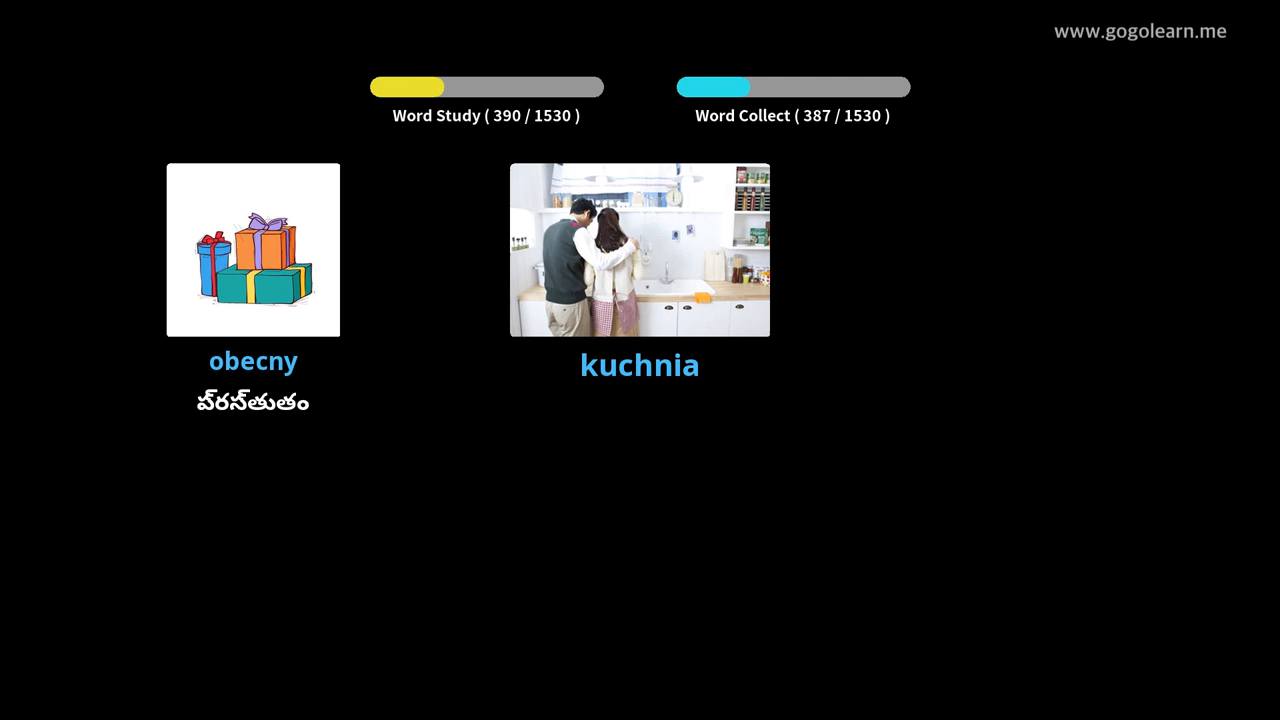 www.gogolearn.me
Word Study ( 390 / 1530 )
Word Collect ( 387 / 1530 )
obecny
ప్రస్తుతం
kuchnia